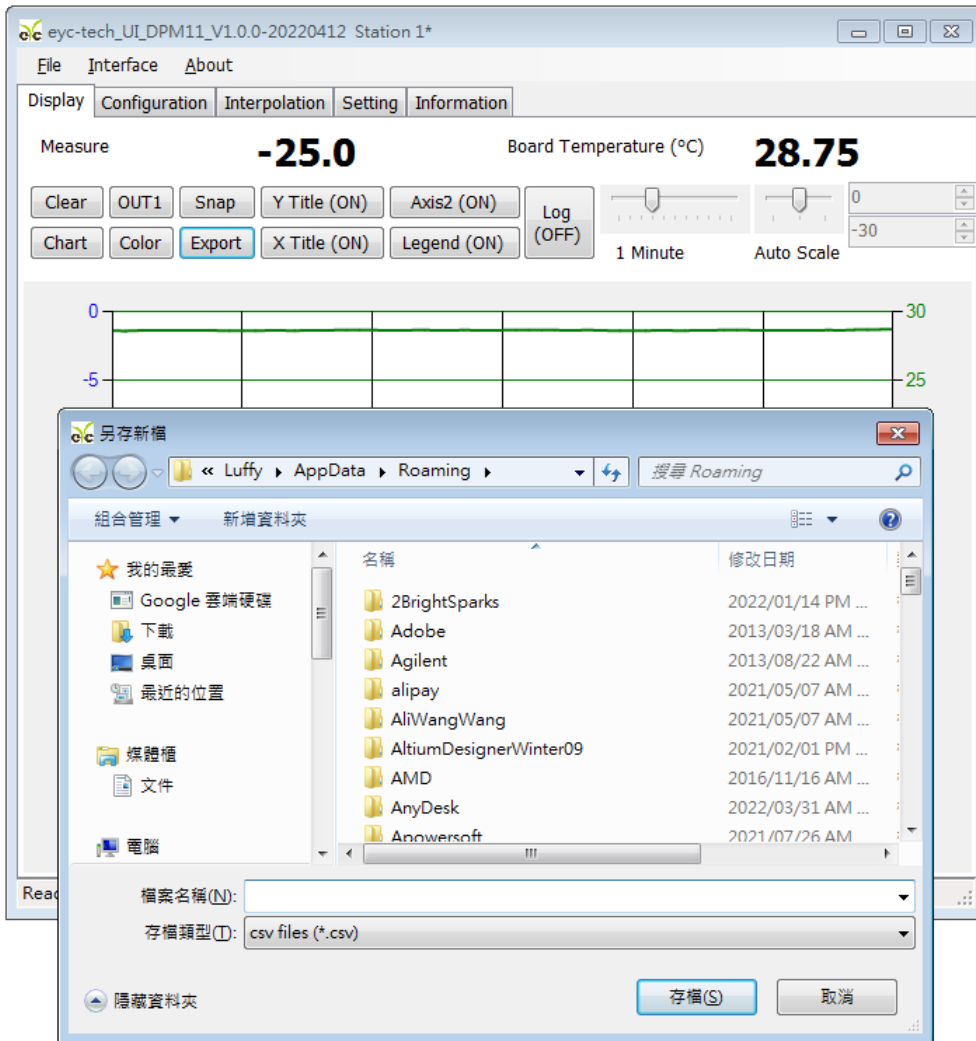 eyc-tech_UI_DPM11_V1.0.0-20220412 Station 1*
File Interface About
Display Configuration Interpolation Setting Information
Measure -25.0 Board Temperature (°C) 28.75
Clear OUT1 Snap Y Title (ON) Axis2 (ON) Log (OFF) 0
Chart Color Export X Title (ON) Legend (ON) 1 Minute Auto Scale -30
0 30
-5 25
eyc 另存新檔
« Luffy AppData Roaming 搜尋 Roaming
組合管理 新增資料夾
名稱 修改日期
我的最愛
Google 雲端硬碟
下載
桌面
最近的位置
媒體櫃
文件
電腦
2BrightSparks 2022/01/14 PM ...
Adobe 2013/03/18 AM ...
Agilent 2013/08/22 AM ...
alipay 2021/05/07 AM ...
AliWangWang 2021/05/07 AM ...
AltiumDesignerWinter09 2021/02/01 PM ...
AMD 2016/11/16 AM ...
AnyDesk 2022/03/31 AM ...
Apowersoft 2021/07/26 AM
檔案名稱(N):
存檔類型(T): csv files (*.csv)
隱藏資料夾 存檔(S) 取消